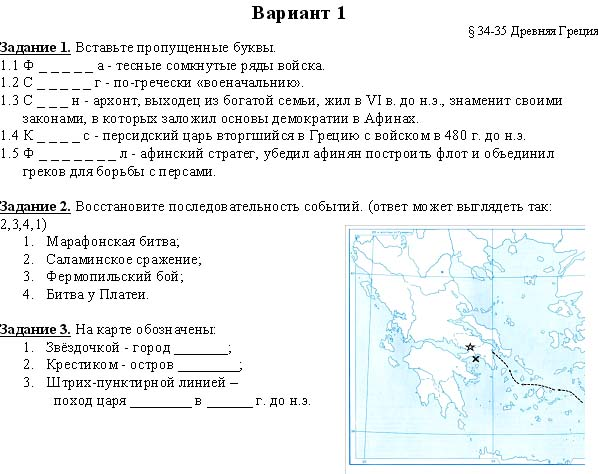 Вариант 1
§ 34-35 Древняя Греция
Задание 1. Вставьте пропущенные буквы.
1.1 Ф _ _ _ _ _ а - тесные сомкнутые ряды войска.
1.2 С _ _ _ _ _ г - по-гречески «военачальник».
1.3 С _ _ _ н - архонт, выходец из богатой семьи, жил в VI в. до н.э., знаменит своими
законами, в которых заложил основы демократии в Афинах.
1.4 К _ _ _ _ с - персидский царь вторгшийся в Грецию с войском в 480 г. до н.э.
1.5 Ф _ _ _ _ _ _ _ л - афинский стратег, убедил афинян построить флот и объединил
греков для борьбы с персами.
Задание 2. Восстановите последовательность событий. (ответ может выглядеть так:
2,3,4,1)
1. Марафонская битва;
2. Саламинское сражение;
3. Фермопильский бой;
4. Битва у Платеи.
Задание 3. На карте обозначены:
1. Звёздочкой - город _______;
2. Крестиком - остров ________;
3. Штрих-пунктирной линией –
поход царя ________ в ______ г. до н.э.